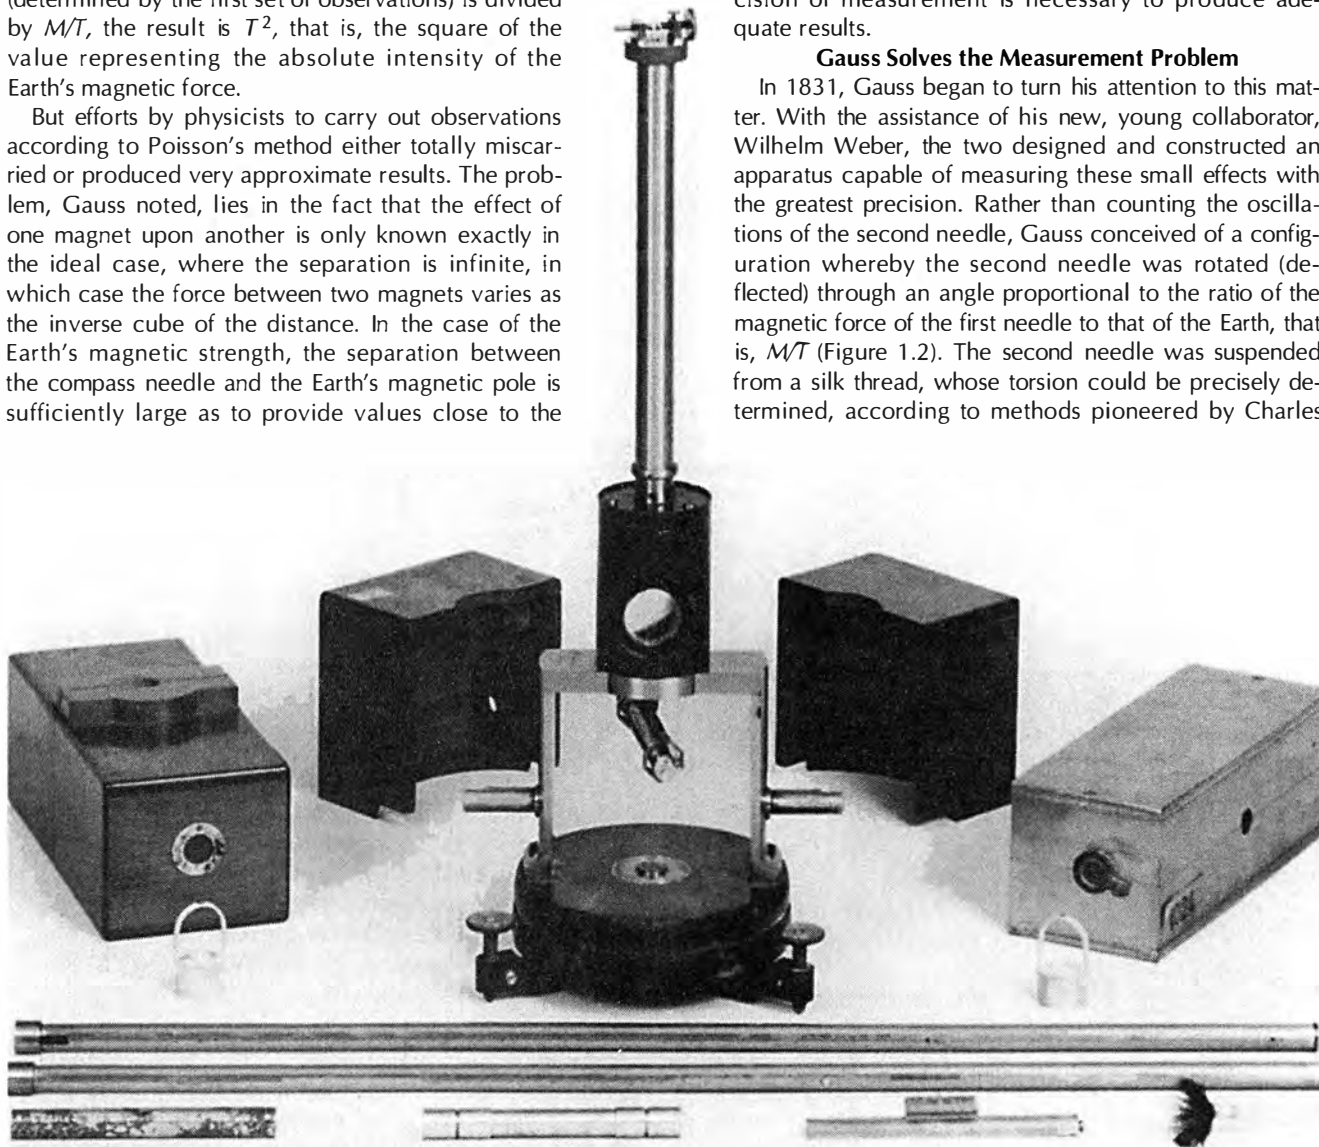 (determined by the first set of observations) is divided
by M/T, the result is T², that is, the square of the
value representing the absolute intensity of the
Earth's magnetic force.
But efforts by physicists to carry out observations
according to Poisson's method either totally miscar-
ried or produced very approximate results. The prob-
lem, Gauss noted, lies in the fact that the effect of
one magnet upon another is only known exactly in
the ideal case, where the separation is infinite, in
which case the force between two magnets varies as
the inverse cube of the distance. In the case of the
Earth's magnetic strength, the separation between
the compass needle and the Earth's magnetic pole is
sufficiently large as to provide values close to the
cision of measurement is necessary to produce ade-
quate results.
Gauss Solves the Measurement Problem
In 1831, Gauss began to turn his attention to this mat-
ter. With the assistance of his new, young collaborator,
Wilhelm Weber, the two designed and constructed an
apparatus capable of measuring these small effects with
the greatest precision. Rather than counting the oscilla-
tions of the second needle, Gauss conceived of a config-
uration whereby the second needle was rotated (de-
flected) through an angle proportional to the ratio of the
magnetic force of the first needle to that of the Earth, that
is, M/T (Figure 1.2). The second needle was suspended
from a silk thread, whose torsion could be precisely de-
termined, according to methods pioneered by Charles